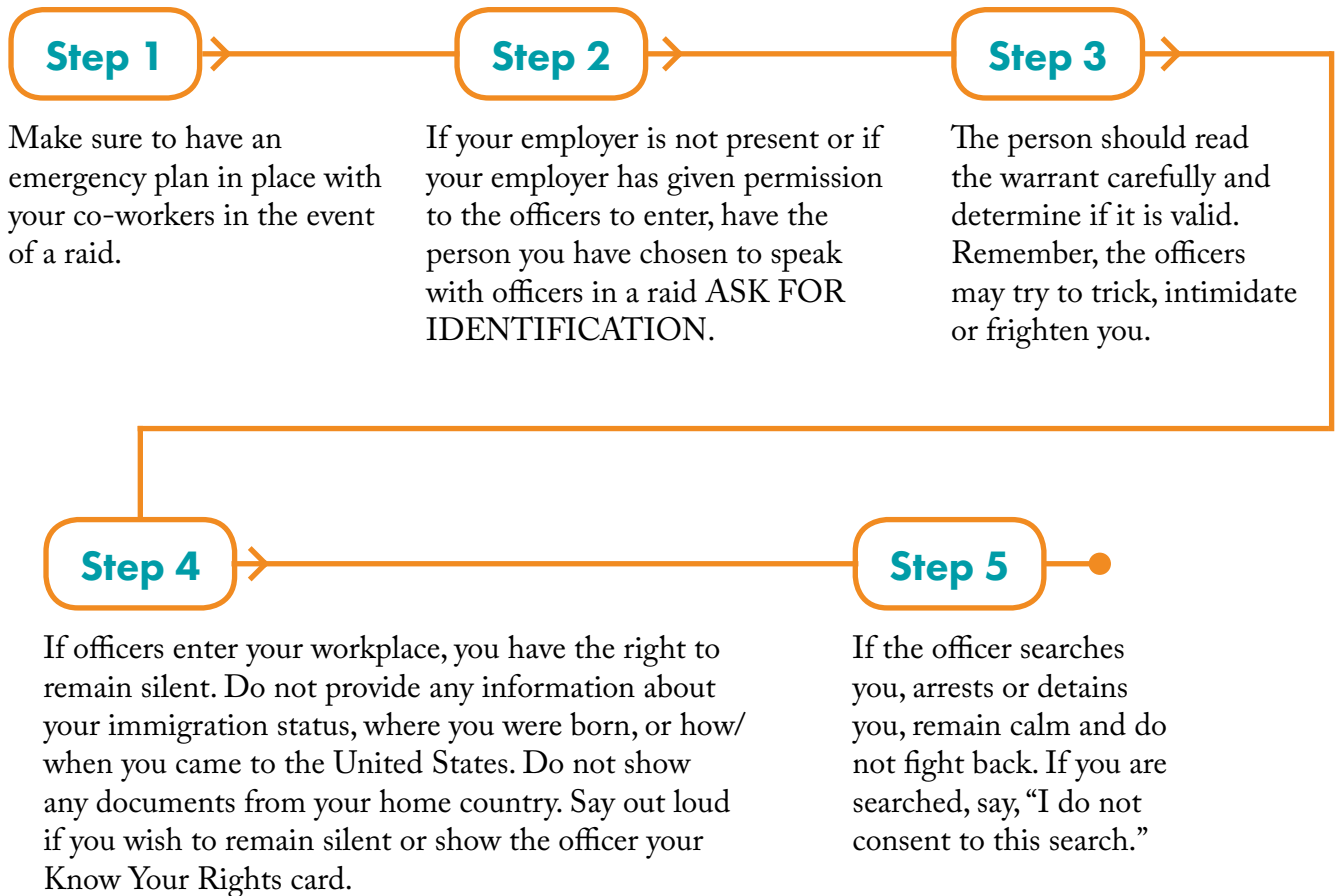 Step 1
Make sure to have an
emergency plan in place with
your co-workers in the event
of a raid.
Step 2
If your employer is not present or if
your employer has given permission
to the officers to enter, have the
person you have chosen to speak
with officers in a raid ASK FOR
IDENTIFICATION.
Step 3
The person should read
the warrant carefully and
determine if it is valid.
Remember, the officers
may try to trick, intimidate
or frighten you.
Step 4
If officers enter your workplace, you have the right to
remain silent. Do not provide any information about
your immigration status, where you were born, or how/
when you came to the United States. Do not show
any documents from your home country. Say out loud
if you wish to remain silent or show the officer your
Know Your Rights card.
Step 5
If the officer searches
you, arrests or detains
you, remain calm and do
not fight back. If you are
searched, say, “I do not
consent to this search.”